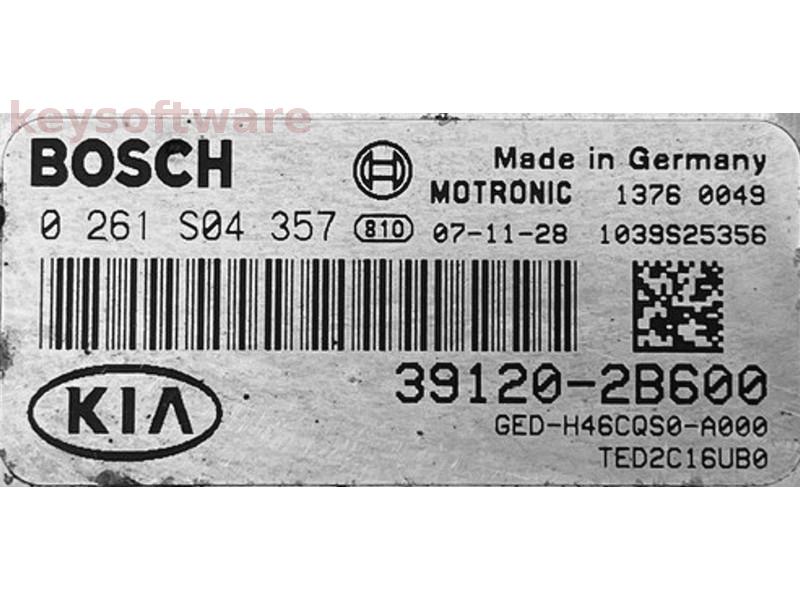 keysoftware
BOSCH
Made in Germany
MOTRONIC 1376 0049
0 261 S04 357 810 07-11-28 1039S25356
39120-2B600
KIA
GED-H46CQS0-A000
TED2C16UB0